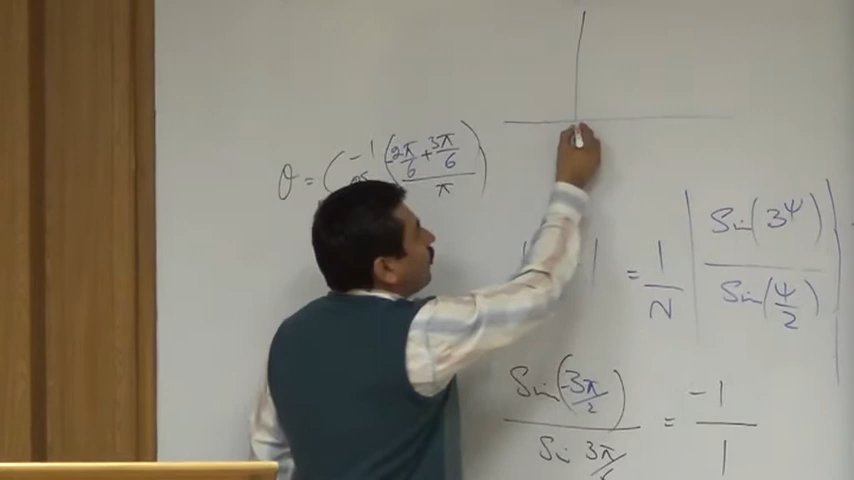 θ = cos⁻¹((-2π/6 + 3π/6)/π)
= 1/N |Sin(3ψ)/Sin(ψ/2)|
Sin(-3π/2)/Sin 3π/6 = -1/1